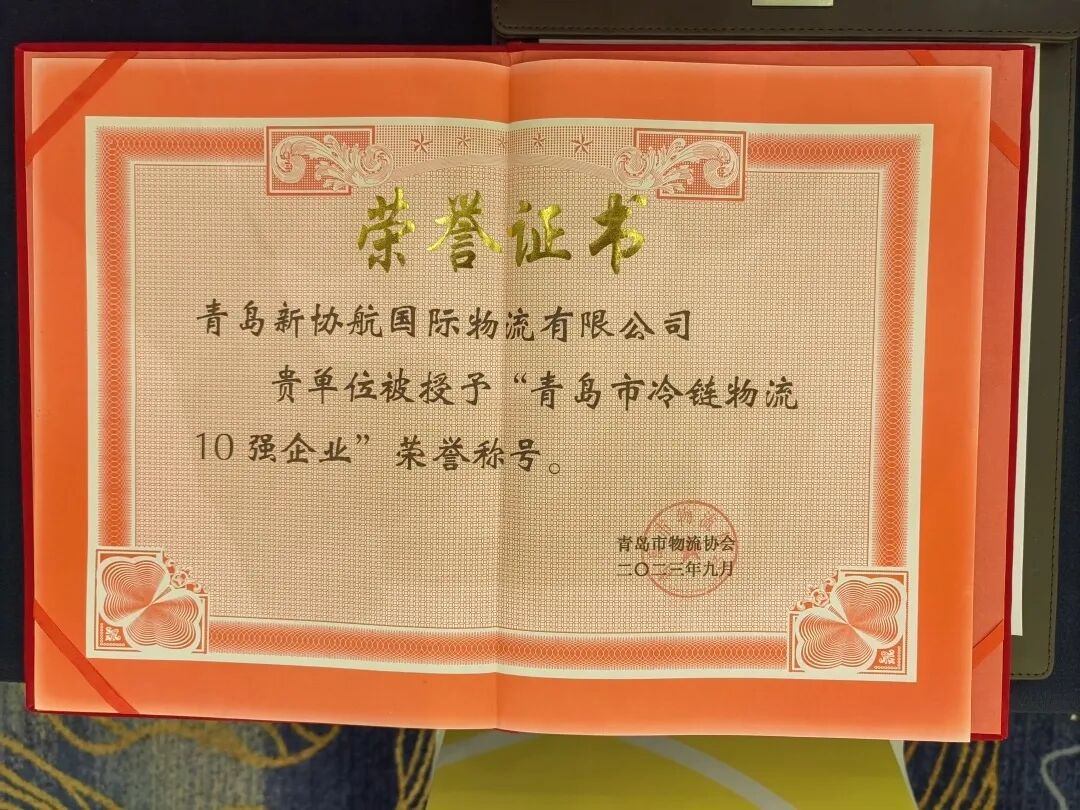 荣誉证书
青岛新协航国际物流有限公司
贵单位被授予“青岛市冷链物流
10强企业”荣誉称号。
青岛市物流协会
二〇二三年九月